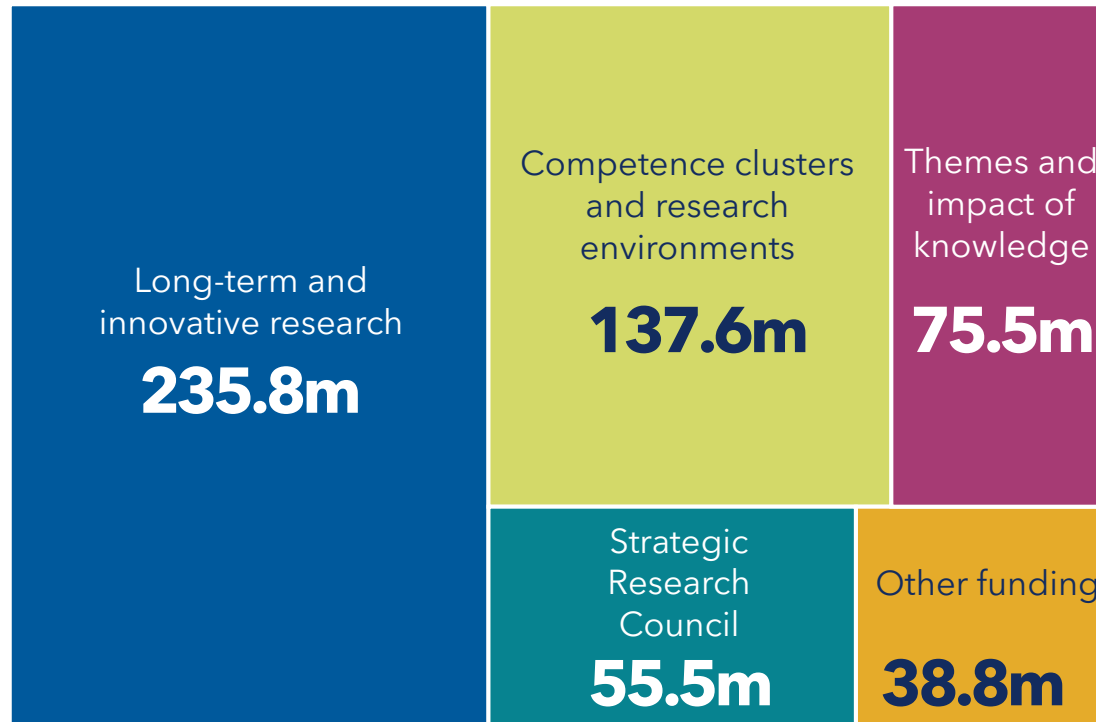 Long-term and
innovative research
235.8m
Competence clusters
and research
environments
137.6m
Themes and
impact of
knowledge
75.5m
Strategic
Research
Council
55.5m
Other funding
38.8m